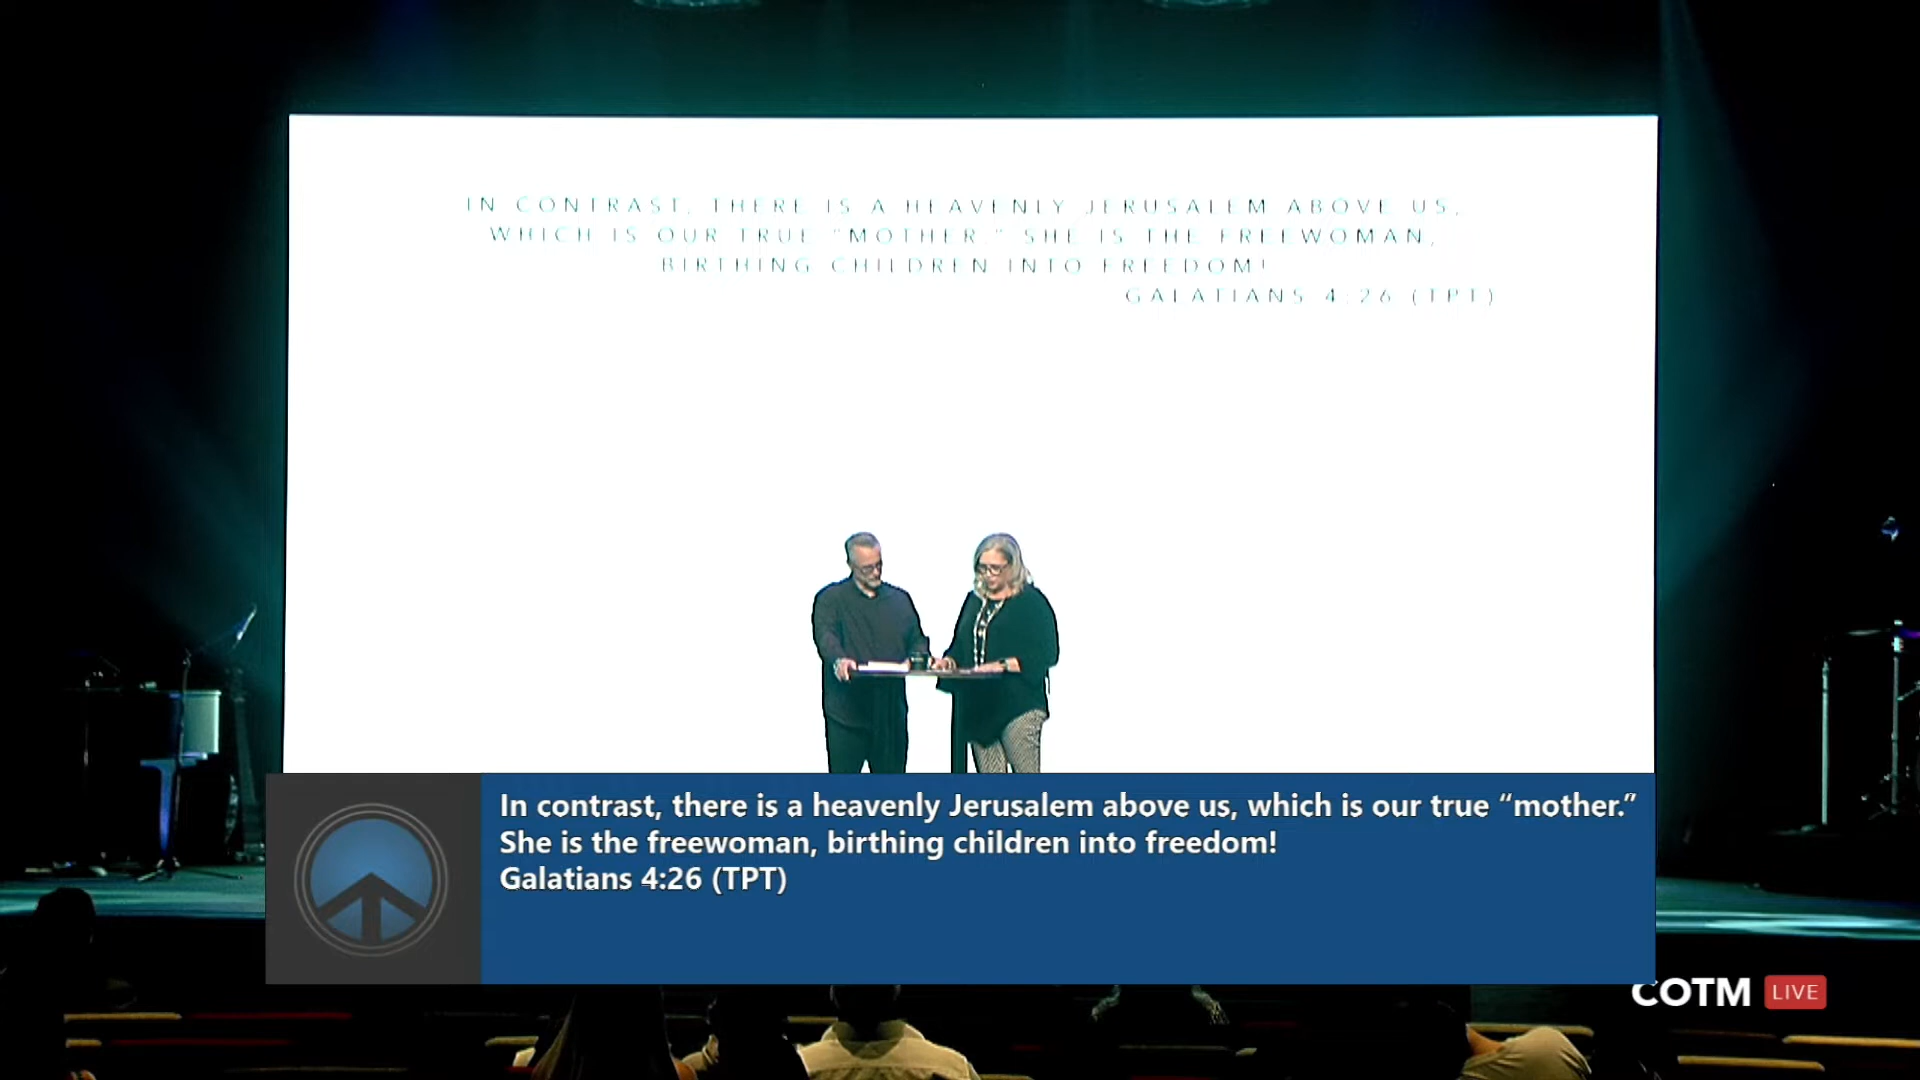 IN CONTRAST, THERE IS A HEAVENLY JERUSALEM ABOVE US,
WHICH IS OUR TRUE "MOTHER." SHE IS THE FREEWOMAN,
BIRTHING CHILDREN INTO FREEDOM!
GALATIANS 4:26 (TPT)
In contrast, there is a heavenly Jerusalem above us, which is our true “mother.”
She is the freewoman, birthing children into freedom!
Galatians 4:26 (TPT)
COTM LIVE